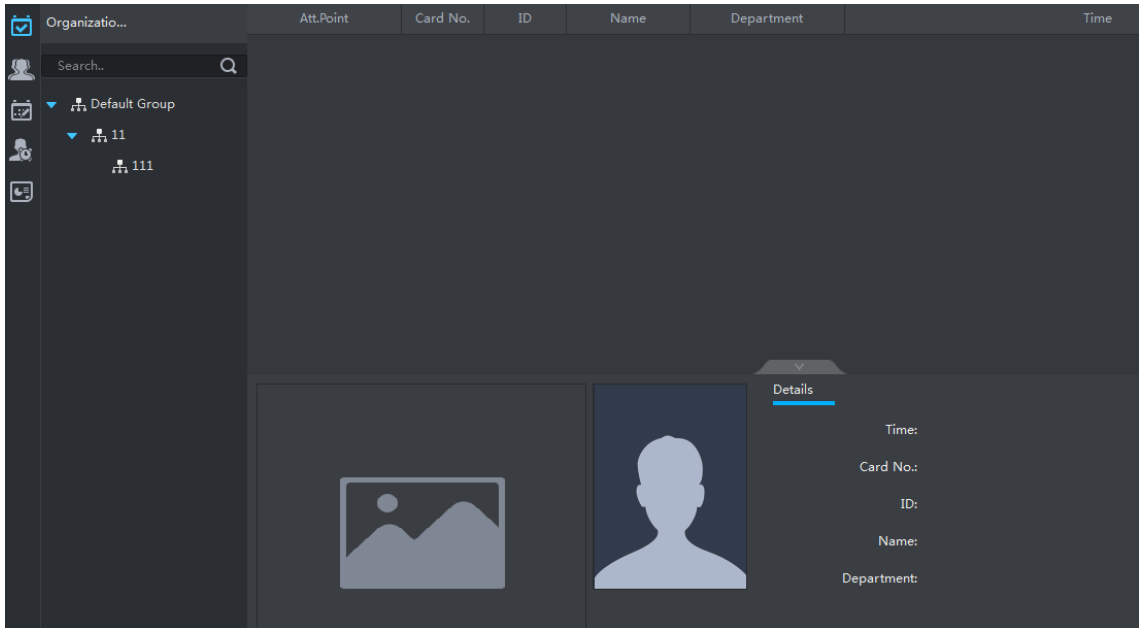 Organizatio...
Att.Point Card No. ID Name Department Time
Search..
Default Group
11
111
Details
Time:
Card No.:
ID:
Name:
Department: